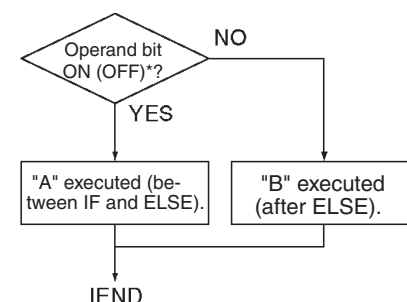 Operand bit
ON (OFF)*?
NO
YES
"A" executed (be-
tween IF and ELSE).
"B" executed
(after ELSE).
IEND